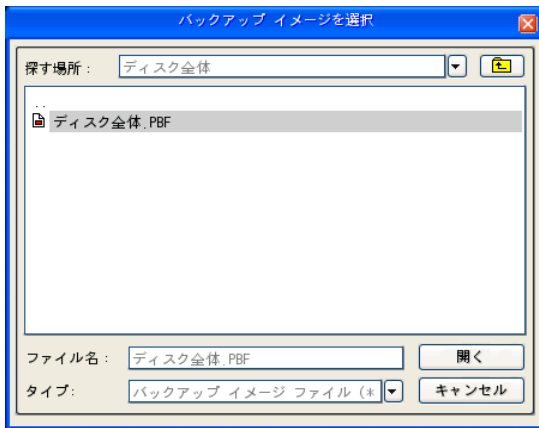 バックアップ イメージを選択
探す場所: ディスク全体
..
ディスク全体.PBF
ファイル名: ディスク全体.PBF 開く
タイプ: バックアップ イメージ ファイル (* キャンセル